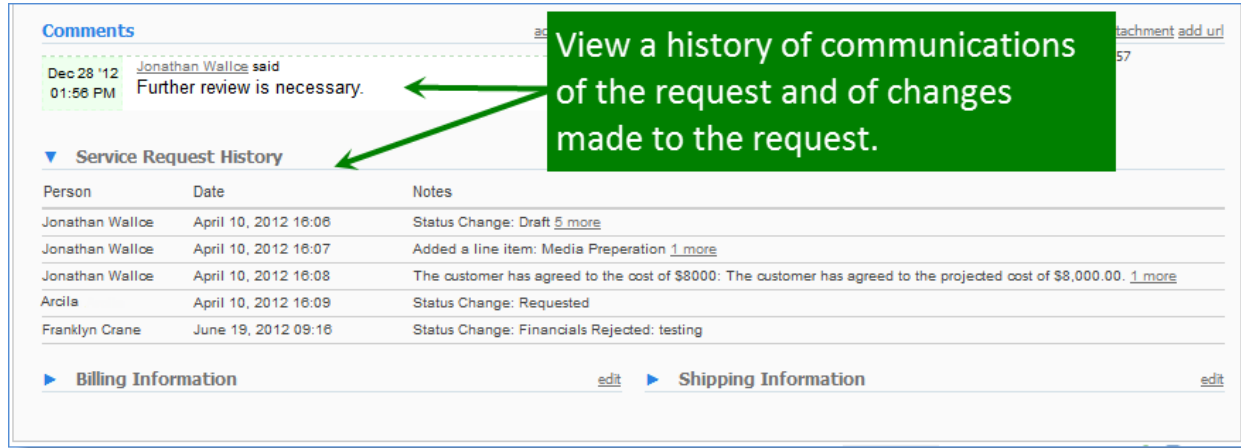 Comments
add url
View a history of communications
of the request and of changes
made to the request.
57
Dec 28 '12
01:56 PM
Jonathan Wallce said
Further review is necessary.
▼ Service Request History
Person Date Notes
Jonathan Wallce April 10, 2012 16:06 Status Change: Draft 5 more
Jonathan Wallce April 10, 2012 16:07 Added a line item: Media Preperation 1 more
Jonathan Wallce April 10, 2012 16:08 The customer has agreed to the cost of $8000: The customer has agreed to the projected cost of $8,000.00. 1 more
Arcila April 10, 2012 16:09 Status Change: Requested
Franklyn Crane June 19, 2012 09:16 Status Change: Financials Rejected: testing
► Billing Information edit ► Shipping Information edit